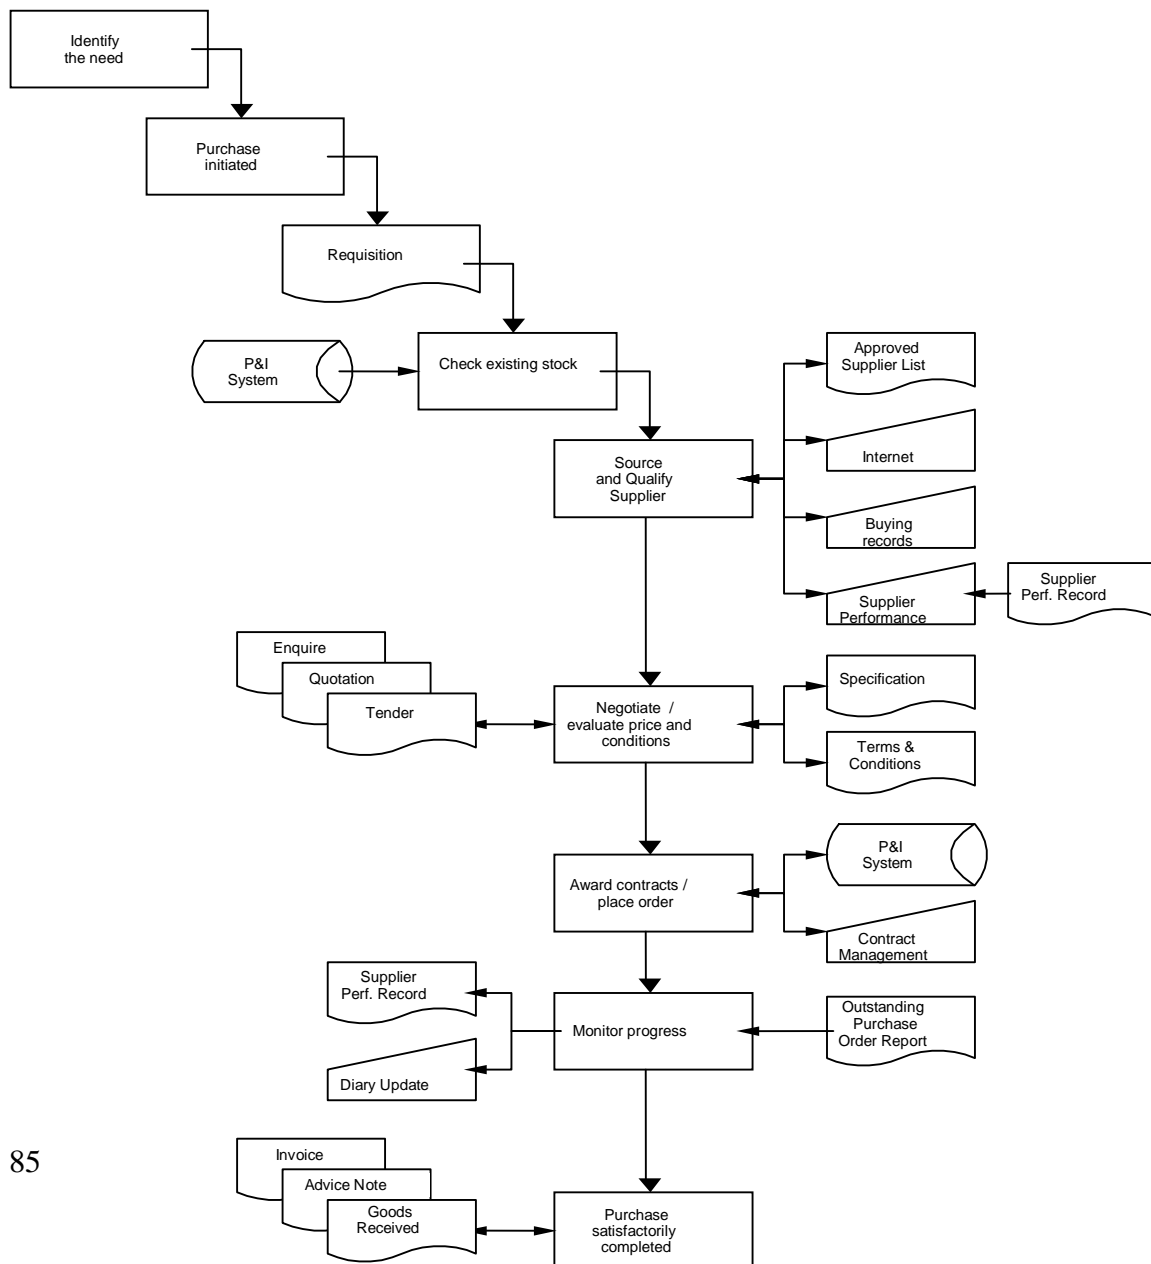 Identify
the need
Purchase
initiated
Requisition
P&I
System
Check existing stock
Approved
Supplier List
Source
and Qualify
Supplier
Internet
Buying
records
Supplier
Performance
Supplier
Perf. Record
Enquire
Quotation
Tender
Negotiate /
evaluate price and
conditions
Specification
Terms &
Conditions
Award contracts /
place order
P&I
System
Contract
Management
Supplier
Perf. Record
Diary Update
Monitor progress
Outstanding
Purchase
Order Report
85
Invoice
Advice Note
Goods
Received
Purchase
satisfactorily
completed